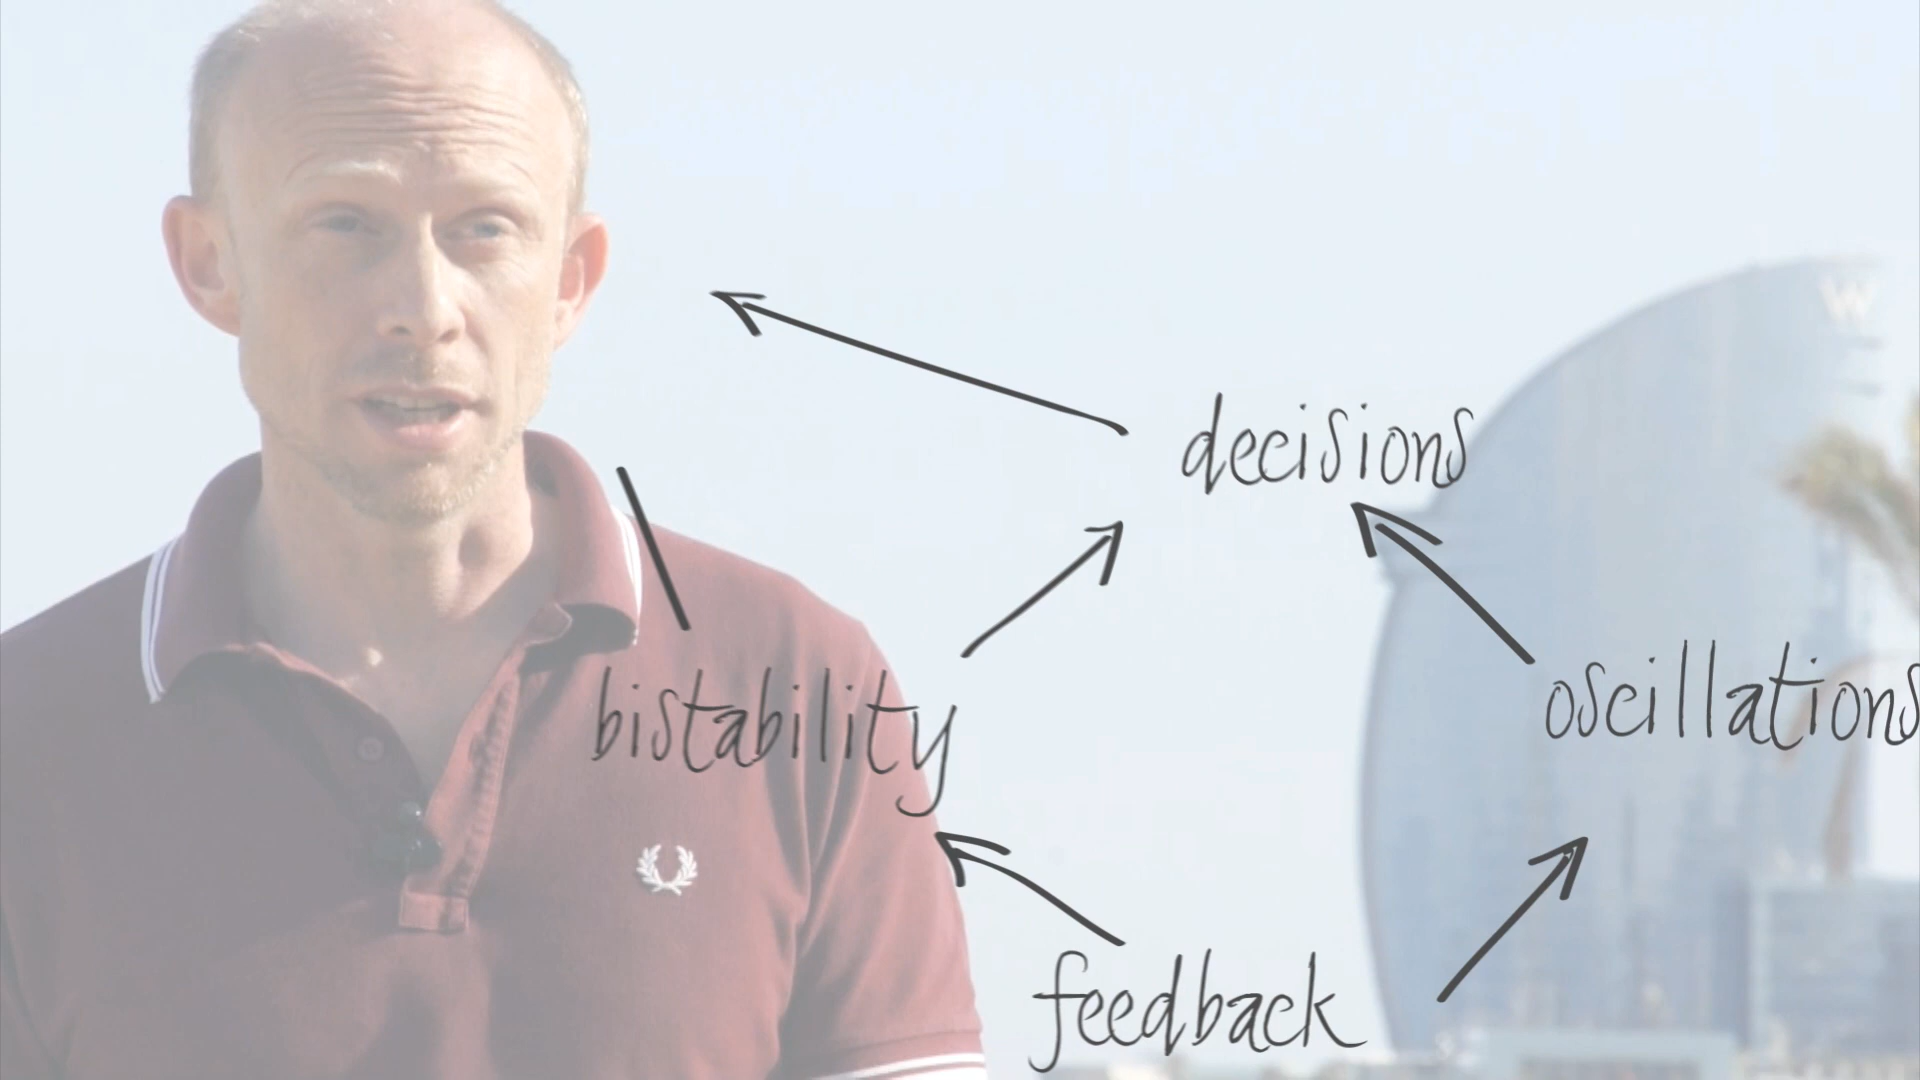 W
decisions
bistability
oscillations
feedback